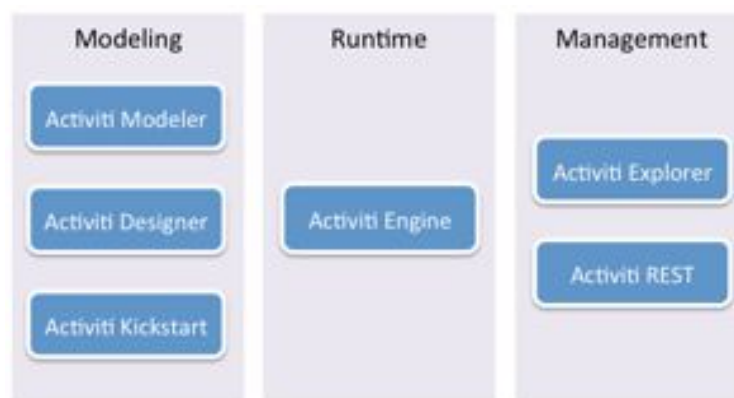 Modeling
Activiti Modeler
Activiti Designer
Activiti Kickstart
Runtime
Activiti Engine
Management
Activiti Explorer
Activiti REST